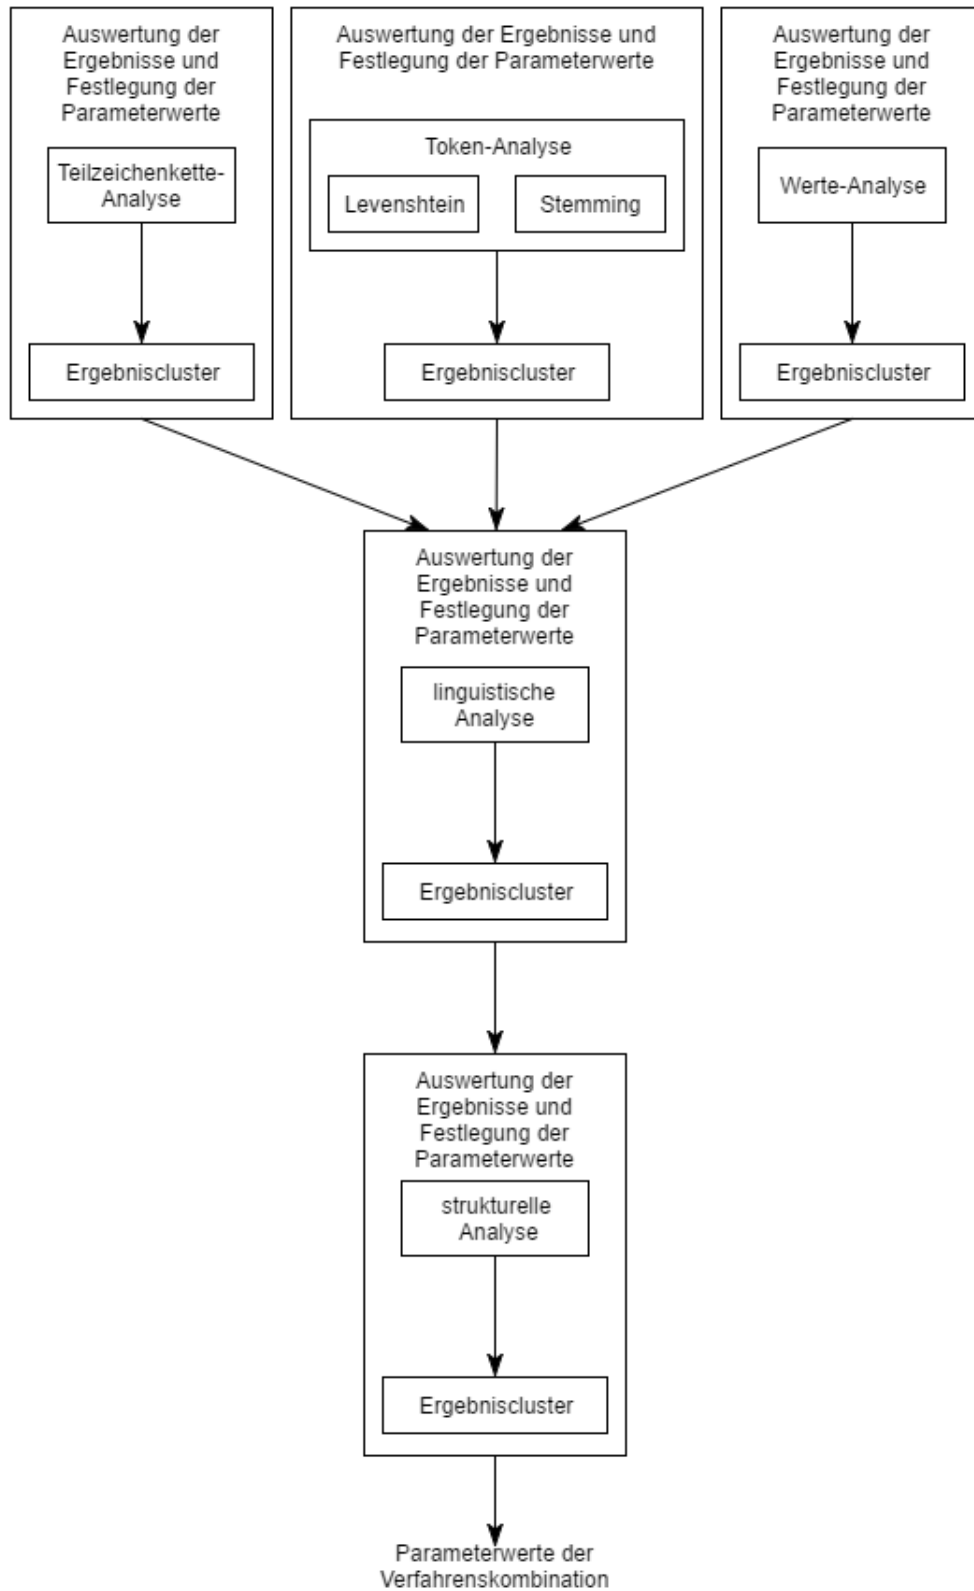 Auswertung der
Ergebnisse und
Festlegung der
Parameterwerte
Teilzeichenkette-
Analyse
Ergebniscluster
Auswertung der Ergebnisse und
Festlegung der Parameterwerte
Token-Analyse
Levenshtein
Stemming
Ergebniscluster
Auswertung der
Ergebnisse und
Festlegung der
Parameterwerte
Werte-Analyse
Ergebniscluster
Auswertung der
Ergebnisse und
Festlegung der
Parameterwerte
linguistische
Analyse
Ergebniscluster
Auswertung der
Ergebnisse und
Festlegung der
Parameterwerte
strukturelle
Analyse
Ergebniscluster
Parameterwerte der
Verfahrenskombination